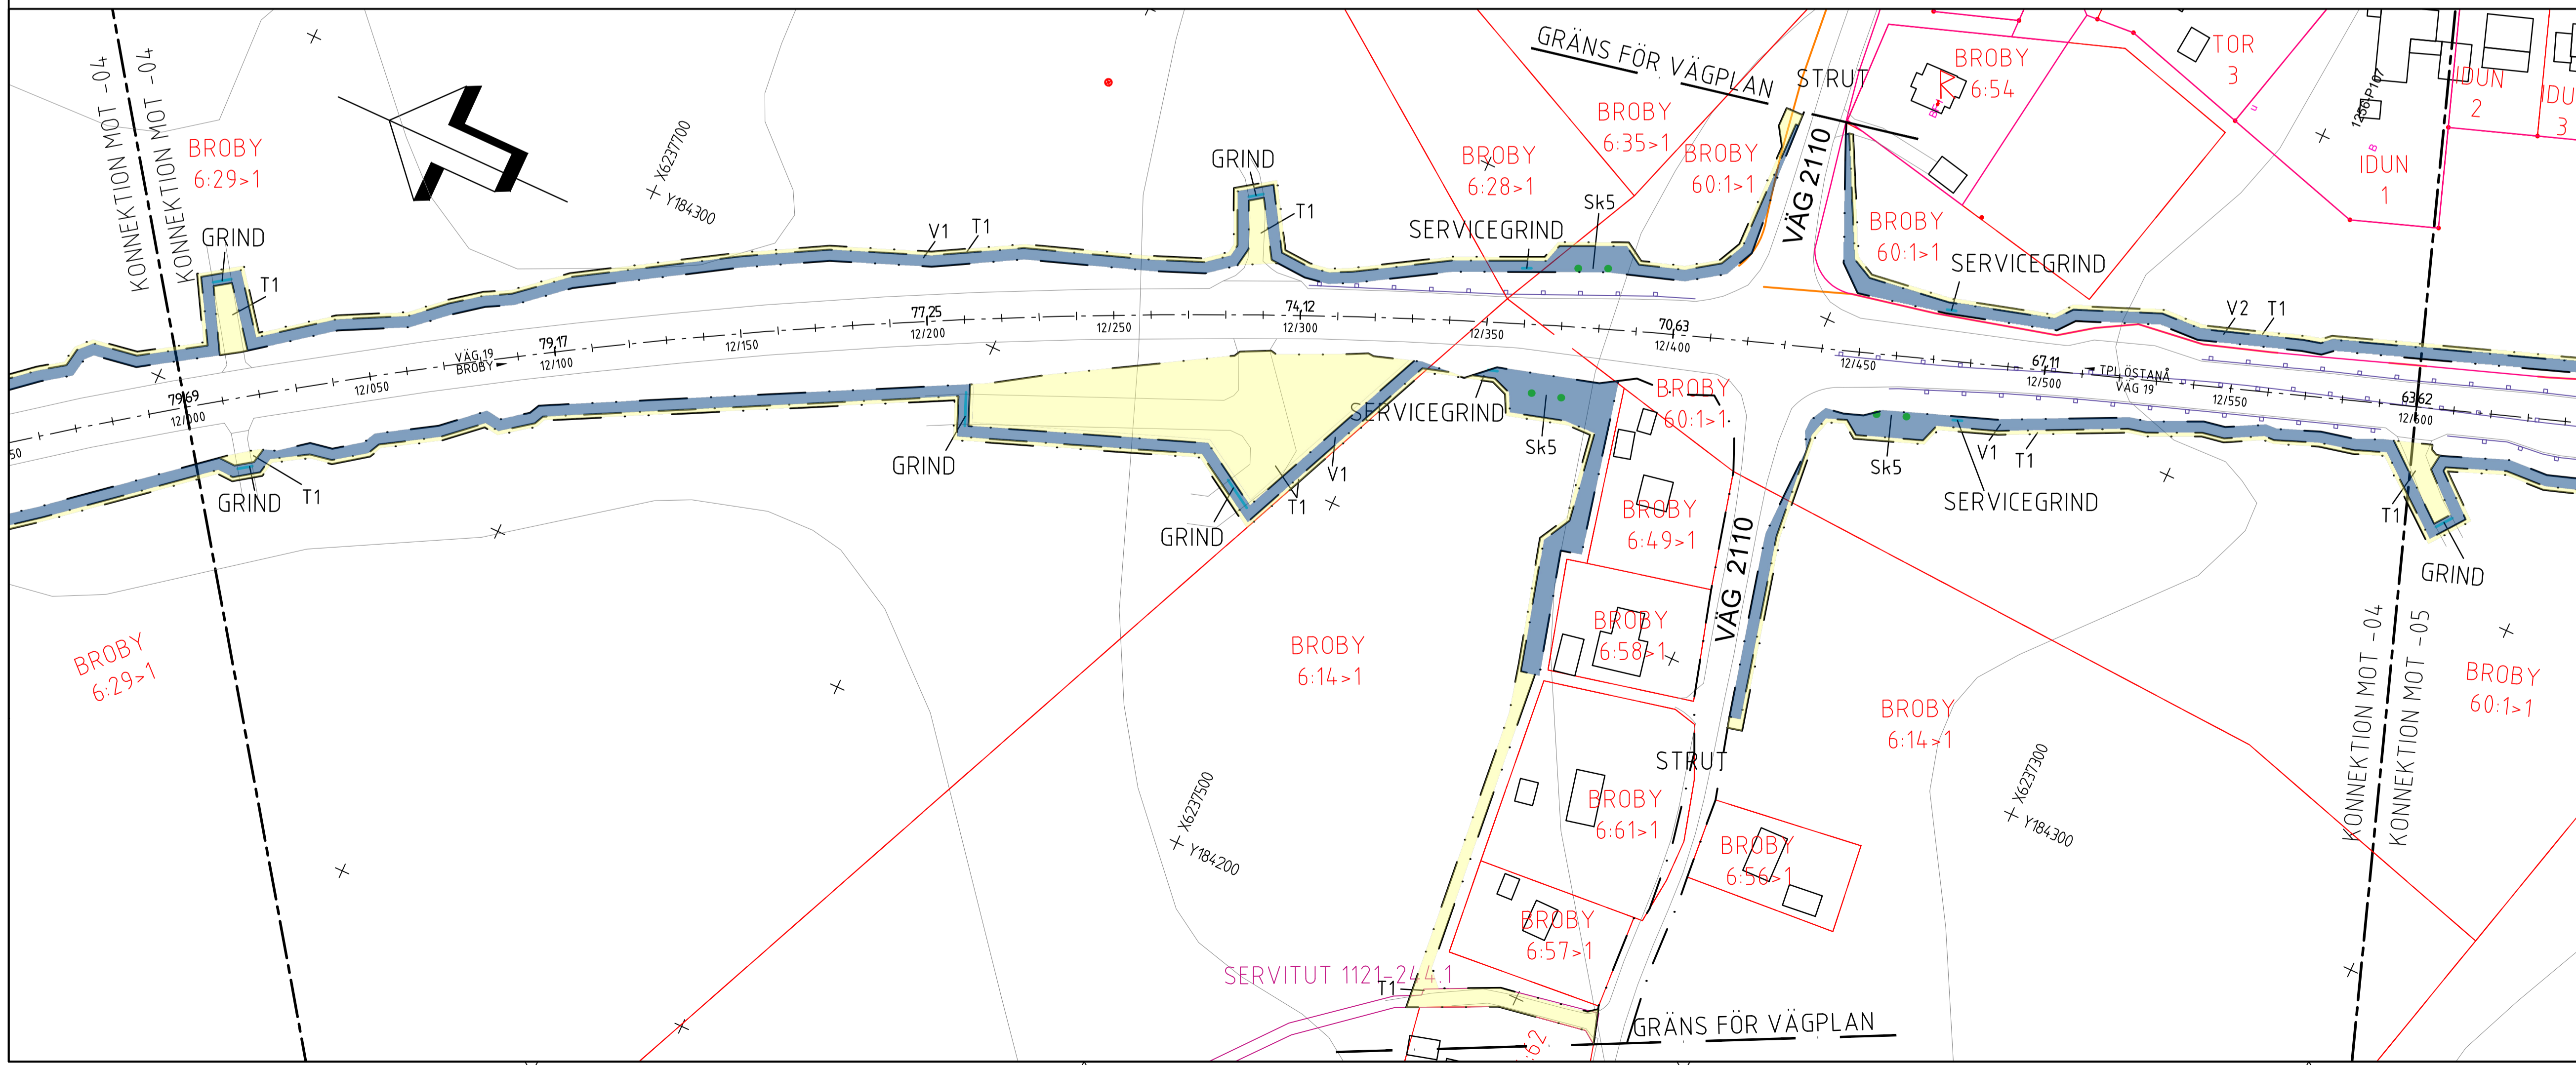 KONNEKTION MOT -04
KONNEKTION MOT -04
BROBY
6:29>1
GRIND
T1
X6237700
Y184300
V1
T1
GRIND
T1
GRÄNS FÖR VÄGPLAN
STRUT
BROBY
6:28>1
BROBY
6:35>1
BROBY
60:1>1
SERVICEGRIND
Sk5
VÄG 2110
BROBY
6:54
R
TOR
3
1256-P107
IDUN
2
IDU
3
IDUN
1
B
BROBY
60:1>1
SERVICEGRIND
V2
T1
50
79,69
12/000
12/050
VÄG 19
BROBY
79,17
12/100
12/150
77,25
12/200
12/250
74,12
12/300
12/350
70,63
12/400
12/450
67,11
12/500
TPL ÖSTANÅ
VÄG 19
12/550
63,62
12/600
GRIND
T1
GRIND
GRIND
T1
V1
SERVICEGRIND
Sk5
BROBY
60:1>1
BROBY
6:49>1
BROBY
6:58>1
VÄG 2110
Sk5
V1
T1
SERVICEGRIND
T1
GRIND
BROBY
6:29>1
BROBY
6:14>1
BROBY
6:14>1
KONNEKTION MOT -04
KONNEKTION MOT -05
BROBY
60:1>1
STRUT
BROBY
6:61>1
BROBY
6:56>1
X6237500
Y184200
X6237300
Y184300
BROBY
6:57>1
SERVITUT 1121-244.1
T1
:62
GRÄNS FÖR VÄGPLAN